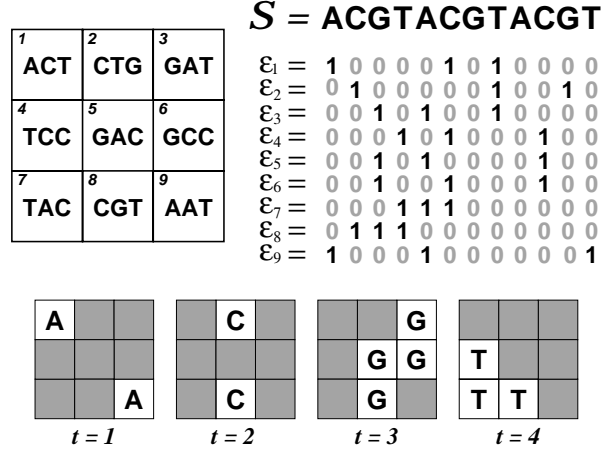 S = ACGTACGTACGT
1 2 3
ACT CTG GAT
4 5 6
TCC GAC GCC
7 8 9
TAC CGT AAT
ε1 = 1 0 0 0 0 1 0 1 0 0 0 0
ε2 = 0 1 0 0 0 0 0 1 0 0 1 0
ε3 = 0 0 1 0 1 0 0 1 0 0 0 0
ε4 = 0 0 0 1 0 1 0 0 0 1 0 0
ε5 = 0 0 1 0 1 0 0 0 0 1 0 0
ε6 = 0 0 1 0 0 1 0 0 0 1 0 0
ε7 = 0 0 0 1 1 1 0 0 0 0 0 0
ε8 = 0 1 1 1 0 0 0 0 0 0 0 0
ε9 = 1 0 0 0 1 0 0 0 0 0 0 1
A
A
t = 1
C
C
t = 2
G
G G
G
t = 3
T
T T
t = 4